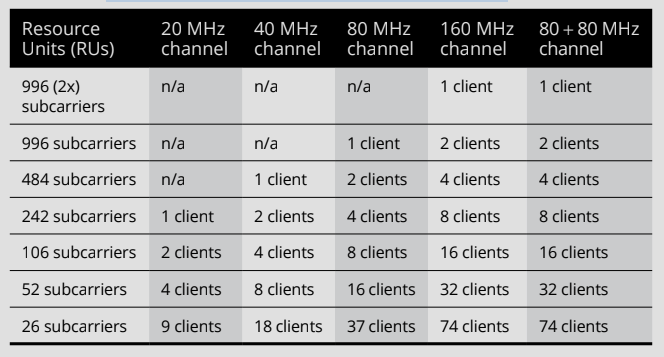 Resource Units (RUs) 20 MHz channel 40 MHz channel 80 MHz channel 160 MHz channel 80 + 80 MHz channel
996 (2x) subcarriers n/a n/a n/a 1 client 1 client
996 subcarriers n/a n/a 1 client 2 clients 2 clients
484 subcarriers n/a 1 client 2 clients 4 clients 4 clients
242 subcarriers 1 client 2 clients 4 clients 8 clients 8 clients
106 subcarriers 2 clients 4 clients 8 clients 16 clients 16 clients
52 subcarriers 4 clients 8 clients 16 clients 32 clients 32 clients
26 subcarriers 9 clients 18 clients 37 clients 74 clients 74 clients